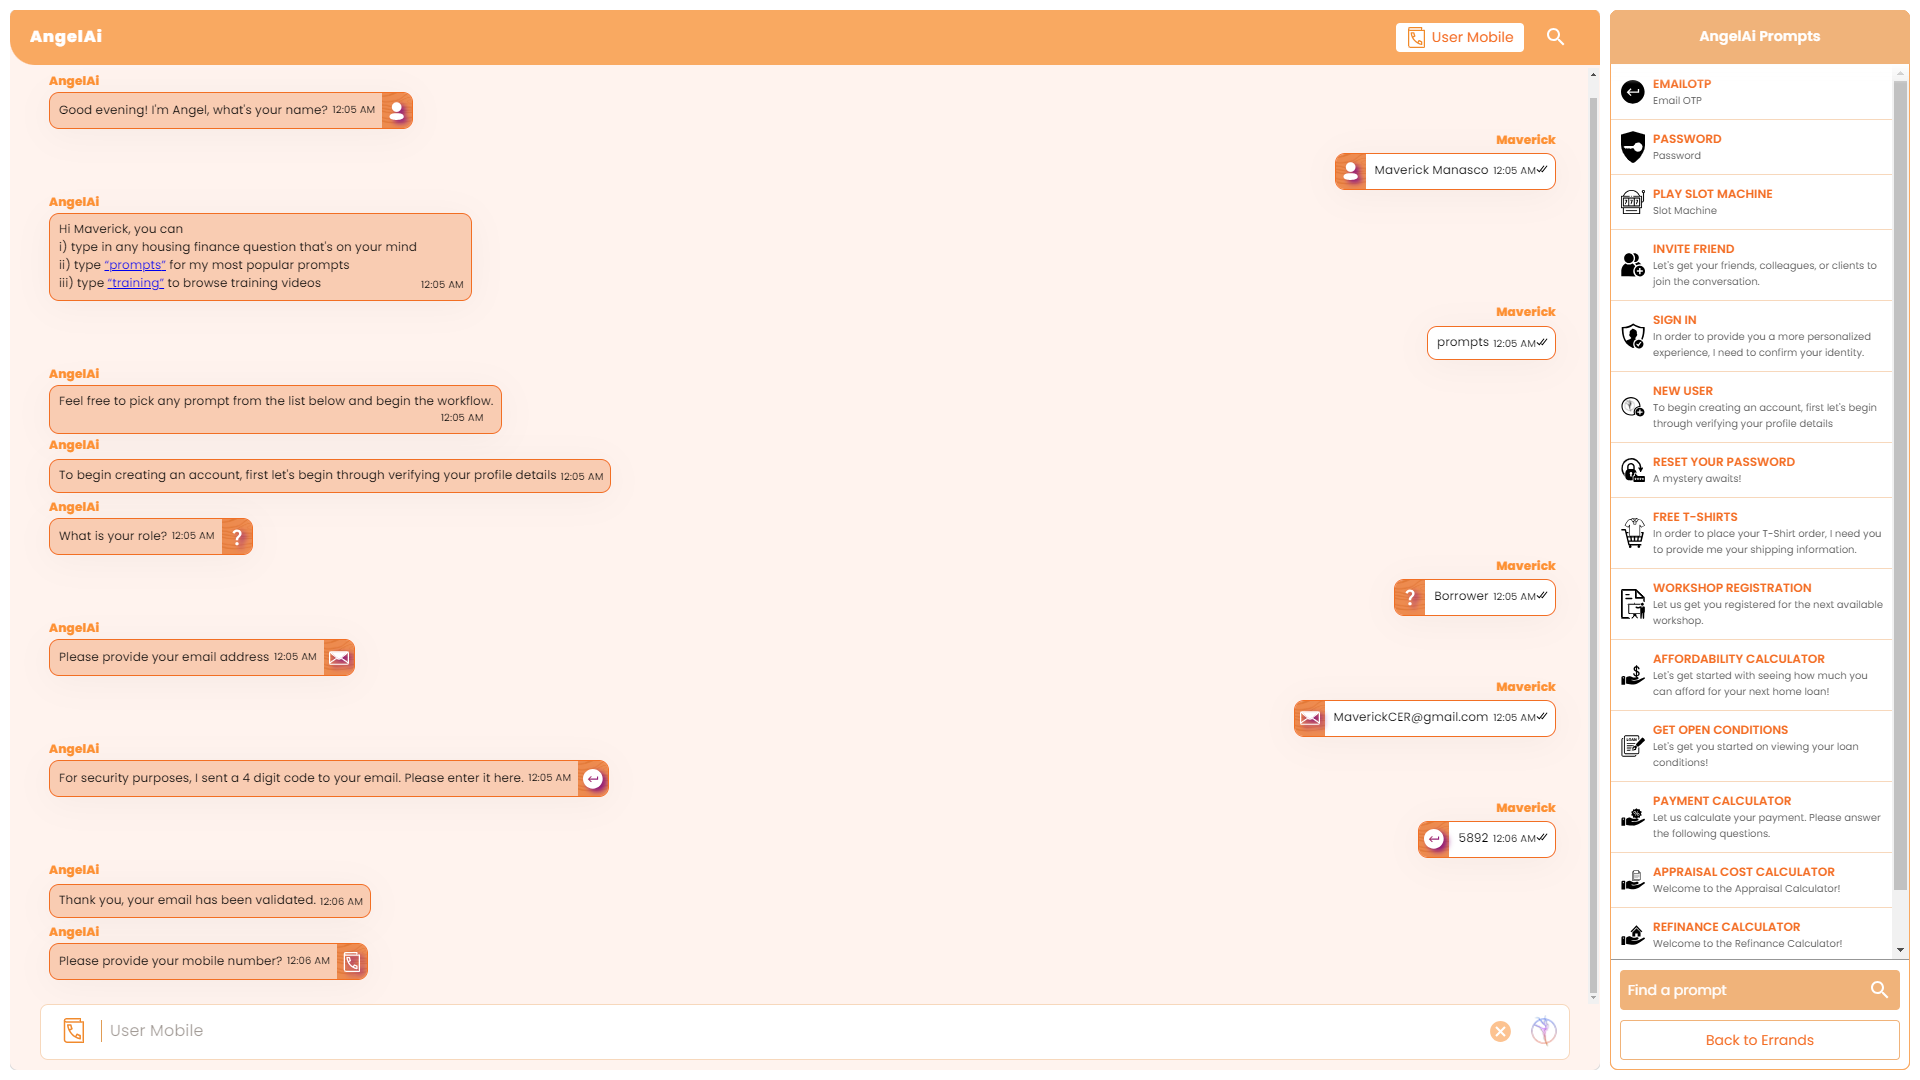 AngelAi
User Mobile
AngelAi
Good evening! I'm Angel, what's your name? 12:05 AM
Maverick
Maverick Manasco 12:05 AM
AngelAi
Hi Maverick, you can
i) type in any housing finance question that's on your mind
ii) type “prompts” for my most popular prompts
iii) type “training” to browse training videos 12:05 AM
Maverick
prompts 12:05 AM
AngelAi
Feel free to pick any prompt from the list below and begin the workflow.
12:05 AM
AngelAi
To begin creating an account, first let's begin through verifying your profile details 12:05 AM
AngelAi
What is your role? 12:05 AM
?
Maverick
? Borrower 12:05 AM
AngelAi
Please provide your email address 12:05 AM
Maverick
MaverickCER@gmail.com 12:05 AM
AngelAi
For security purposes, I sent a 4 digit code to your email. Please enter it here. 12:05 AM
Maverick
5892 12:06 AM
AngelAi
Thank you, your email has been validated. 12:06 AM
AngelAi
Please provide your mobile number? 12:06 AM
User Mobile
AngelAi Prompts
EMAILOTP
Email OTP
PASSWORD
Password
PLAY SLOT MACHINE
Slot Machine
INVITE FRIEND
Let's get your friends, colleagues, or clients to
join the conversation.
SIGN IN
In order to provide you a more personalized
experience, I need to confirm your identity.
NEW USER
To begin creating an account, first let's begin
through verifying your profile details
RESET YOUR PASSWORD
A mystery awaits!
FREE T-SHIRTS
In order to place your T-Shirt order, I need you
to provide me your shipping information.
WORKSHOP REGISTRATION
Let us get you registered for the next available
workshop.
AFFORDABILITY CALCULATOR
Let's get started with seeing how much you
can afford for your next home loan!
GET OPEN CONDITIONS
Let's get you started on viewing your loan
conditions!
PAYMENT CALCULATOR
Let us calculate your payment. Please answer
the following questions.
APPRAISAL COST CALCULATOR
Welcome to the Appraisal Calculator!
REFINANCE CALCULATOR
Welcome to the Refinance Calculator!
Find a prompt
Back to Errands